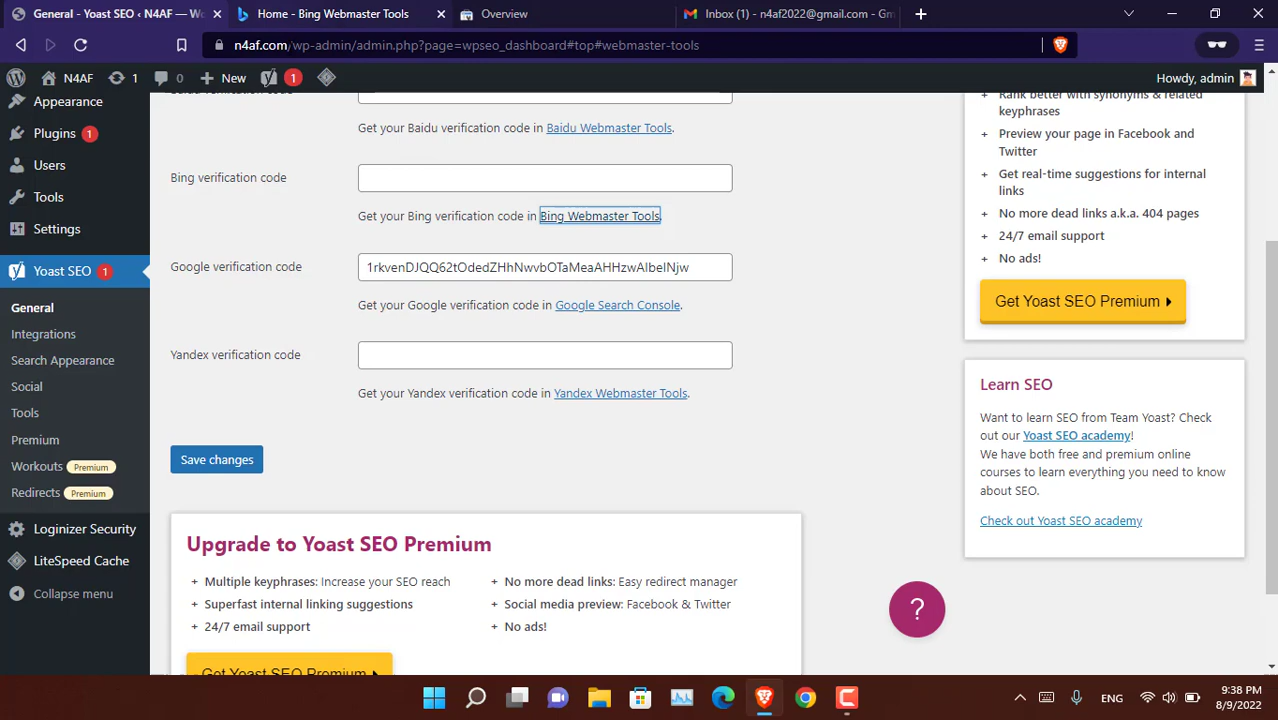 General - Yoast SEO ‹ N4AF — Wo
Home - Bing Webmaster Tools
Overview
Inbox (1) - n4af2022@gmail.com - Gm
n4af.com/wp-admin/admin.php?page=wpseo_dashboard#top#webmaster-tools
N4AF
1
0
New
1
Howdy, admin
Appearance
Plugins 1
Users
Tools
Settings
Yoast SEO 1
General
Integrations
Search Appearance
Social
Tools
Premium
Workouts Premium
Redirects Premium
Loginizer Security
LiteSpeed Cache
Collapse menu
Baidu verification code
Get your Baidu verification code in Baidu Webmaster Tools.
Bing verification code
Get your Bing verification code in Bing Webmaster Tools.
Google verification code
1rkvenDJQQ62tOdedZHhNwvbOTaMeaAHHzwAlbeINjw
Get your Google verification code in Google Search Console.
Yandex verification code
Get your Yandex verification code in Yandex Webmaster Tools.
Save changes
Upgrade to Yoast SEO Premium
+ Multiple keyphrases: Increase your SEO reach
+ Superfast internal linking suggestions
+ 24/7 email support
+ No more dead links: Easy redirect manager
+ Social media preview: Facebook & Twitter
+ No ads!
Get Yoast SEO Premium
+ Rank better with synonyms & related
keyphrases
+ Preview your page in Facebook and
Twitter
+ Get real-time suggestions for internal
links
+ No more dead links a.k.a. 404 pages
+ 24/7 email support
+ No ads!
Get Yoast SEO Premium
Learn SEO
Want to learn SEO from Team Yoast? Check
out our Yoast SEO academy!
We have both free and premium online
courses to learn everything you need to know
about SEO.
Check out Yoast SEO academy
?
ENG
9:38 PM
8/9/2022